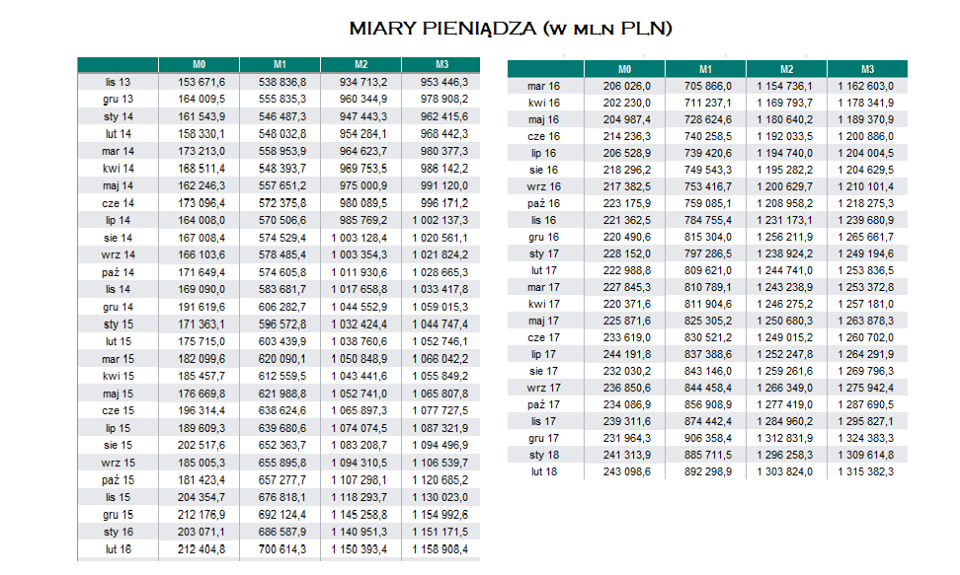 MIARY PIENIĄDZA (W MLN PLN)
M0 M1 M2 M3
lis 13 153 671,6 538 836,8 934 713,2 953 446,3
gru 13 164 009,5 555 835,3 960 344,9 978 908,2
sty 14 161 543,9 546 487,3 947 443,3 962 415,6
lut 14 158 330,1 548 032,8 954 284,1 968 442,3
mar 14 173 213,0 558 953,9 964 623,7 980 377,3
kwi 14 168 511,4 548 393,7 969 753,5 986 142,2
maj 14 162 246,3 557 651,2 975 000,9 991 120,0
cze 14 173 096,4 572 375,8 980 089,5 996 171,2
lip 14 164 008,0 570 506,6 985 769,2 1 002 137,3
sie 14 167 008,4 574 529,4 1 003 128,4 1 020 561,1
wrz 14 166 103,6 578 485,4 1 003 354,3 1 021 824,2
paź 14 171 649,4 574 605,8 1 011 930,6 1 028 665,3
lis 14 169 090,0 583 681,7 1 017 658,8 1 033 417,8
gru 14 191 619,6 606 282,7 1 044 552,9 1 059 015,3
sty 15 171 363,1 596 572,8 1 032 424,4 1 044 747,4
lut 15 175 715,0 603 439,9 1 038 760,6 1 052 746,1
mar 15 182 099,6 620 090,1 1 050 848,9 1 066 042,2
kwi 15 185 457,7 612 559,5 1 043 441,6 1 055 849,2
maj 15 176 669,8 621 988,8 1 052 741,0 1 065 807,8
cze 15 196 314,4 638 624,6 1 065 897,3 1 077 727,5
lip 15 189 609,3 639 680,6 1 074 074,5 1 087 321,9
sie 15 202 517,6 652 363,7 1 083 208,7 1 094 496,9
wrz 15 185 005,3 655 895,8 1 094 310,5 1 106 539,7
paź 15 181 423,4 657 277,7 1 107 298,1 1 120 685,2
lis 15 204 354,7 676 818,1 1 118 293,7 1 130 023,0
gru 15 212 176,9 692 124,4 1 145 258,8 1 154 992,6
sty 16 203 071,1 686 587,9 1 140 951,3 1 151 171,5
lut 16 212 404,8 700 614,3 1 150 393,4 1 158 908,4
M0 M1 M2 M3
mar 16 206 026,0 705 866,0 1 154 736,1 1 162 603,0
kwi 16 202 230,0 711 237,1 1 169 793,7 1 178 341,9
maj 16 204 987,4 728 624,6 1 180 640,2 1 189 370,9
cze 16 214 236,3 740 258,5 1 192 033,5 1 200 886,0
lip 16 206 528,9 739 420,6 1 194 740,0 1 204 004,5
sie 16 218 296,2 749 543,3 1 195 282,2 1 204 629,5
wrz 16 217 382,5 753 416,7 1 200 629,7 1 210 101,4
paź 16 223 175,9 759 085,1 1 208 958,2 1 218 275,3
lis 16 221 362,5 784 755,4 1 231 173,1 1 239 680,9
gru 16 220 490,6 815 304,0 1 256 211,9 1 265 661,7
sty 17 228 152,0 797 286,5 1 238 924,2 1 249 194,6
lut 17 222 988,8 809 621,0 1 244 741,0 1 253 836,5
mar 17 227 845,3 810 789,1 1 243 238,9 1 253 372,8
kwi 17 220 371,6 811 904,6 1 246 275,2 1 257 181,0
maj 17 225 871,6 825 305,2 1 250 680,3 1 263 878,3
cze 17 233 619,0 830 521,2 1 249 015,2 1 260 702,0
lip 17 244 191,8 837 388,6 1 252 247,8 1 264 291,9
sie 17 232 030,2 843 146,0 1 259 261,6 1 269 796,3
wrz 17 236 850,6 844 458,4 1 266 349,0 1 275 942,4
paź 17 234 086,9 856 908,9 1 277 419,0 1 287 690,5
lis 17 239 311,6 874 442,4 1 284 960,2 1 295 827,1
gru 17 231 964,3 906 358,4 1 312 831,9 1 324 383,3
sty 18 241 313,9 885 711,5 1 296 258,3 1 309 614,8
lut 18 243 098,6 892 298,9 1 303 824,0 1 315 382,3